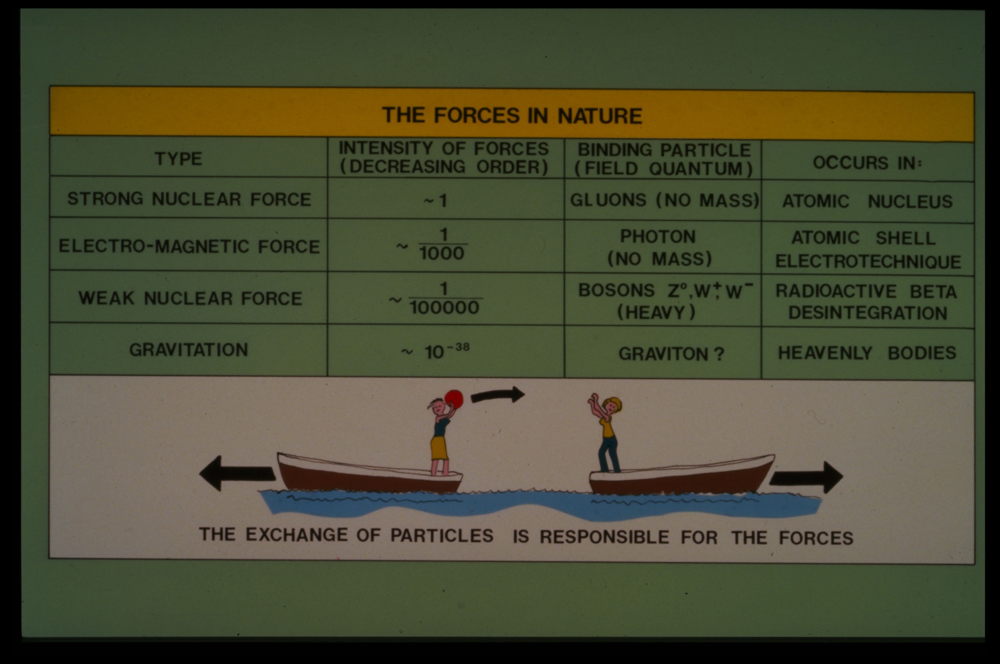 THE FORCES IN NATURE
TYPE
INTENSITY OF FORCES
(DECREASING ORDER)
BINDING PARTICLE
(FIELD QUANTUM)
OCCURS IN:
STRONG NUCLEAR FORCE
~1
GLUONS (NO MASS)
ATOMIC NUCLEUS
ELECTRO-MAGNETIC FORCE
~ 1/1000
PHOTON
(NO MASS)
ATOMIC SHELL
ELECTROTECHNIQUE
WEAK NUCLEAR FORCE
~ 1/100000
BOSONS Z⁰, W⁺, W⁻
(HEAVY)
RADIOACTIVE BETA
DESINTEGRATION
GRAVITATION
~ 10⁻³⁸
GRAVITON ?
HEAVENLY BODIES
THE EXCHANGE OF PARTICLES IS RESPONSIBLE FOR THE FORCES